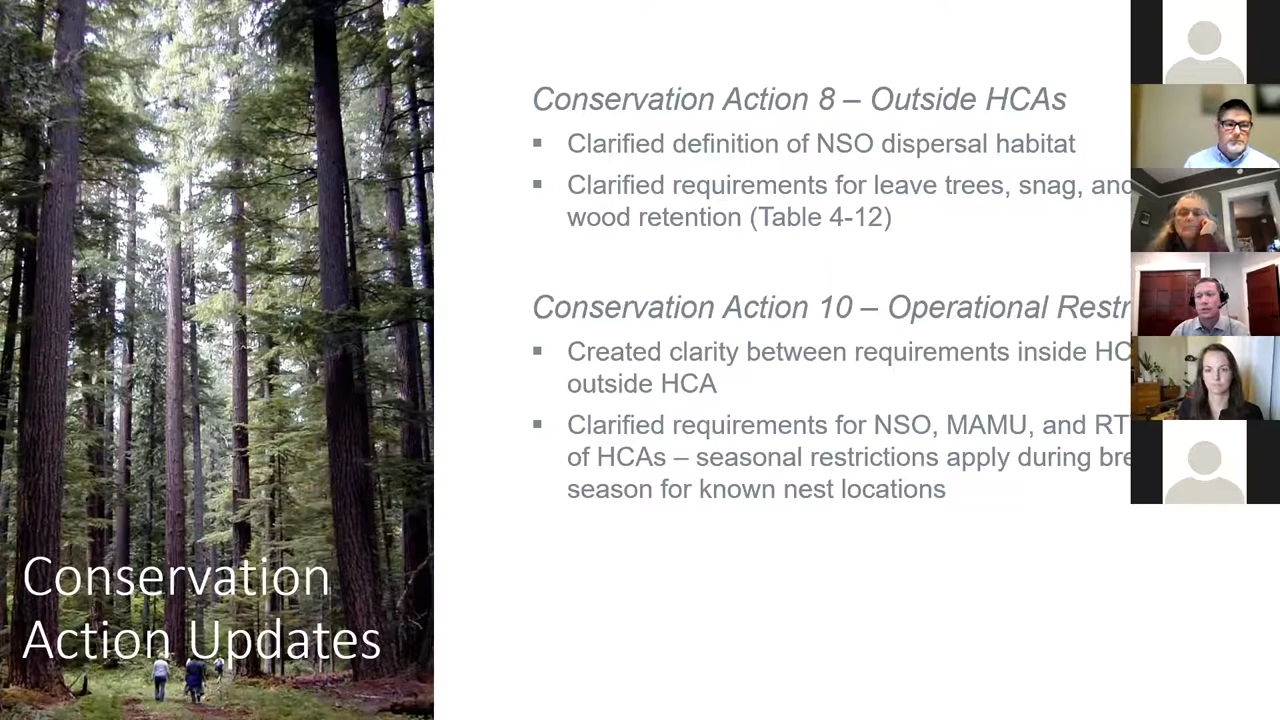 Conservation Action 8 – Outside HCAs
▪ Clarified definition of NSO dispersal habitat
▪ Clarified requirements for leave trees, snag, and
wood retention (Table 4-12)
Conservation Action 10 – Operational Restr
▪ Created clarity between requirements inside HC
outside HCA
▪ Clarified requirements for NSO, MAMU, and RT
of HCAs – seasonal restrictions apply during bre
season for known nest locations
Conservation
Action Updates